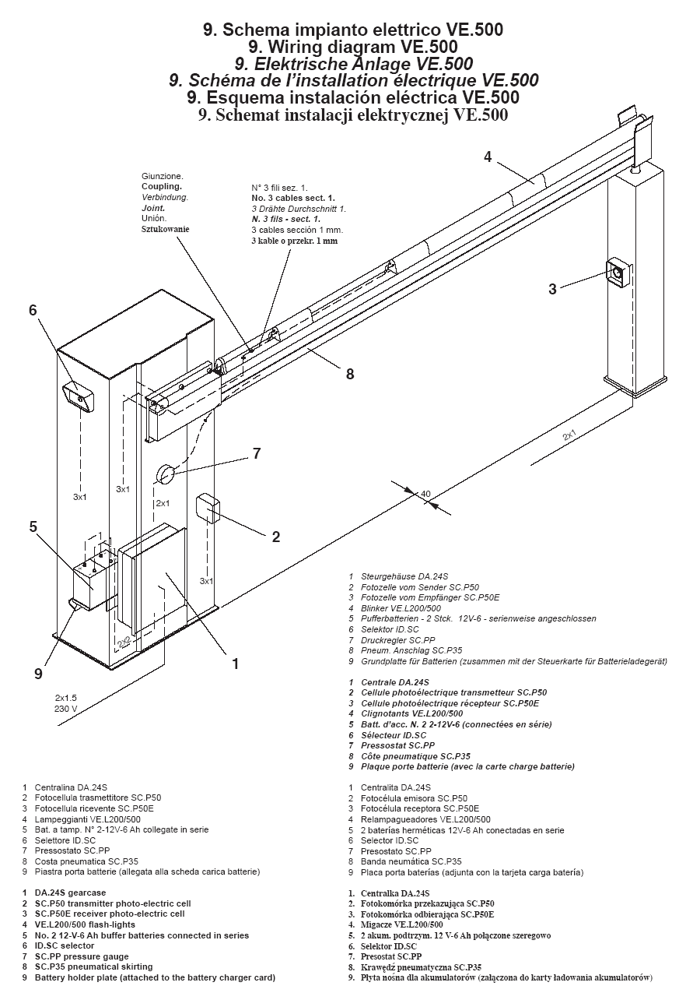 9. Schema impianto elettrico VE.500
9. Wiring diagram VE.500
9. Elektrische Anlage VE.500
9. Schéma de l'installation électrique VE.500
9. Esquema instalación eléctrica VE.500
9. Schemat instalacji elektrycznej VE.500
4
Giunzione.
Coupling.
Verbindung.
Joint.
Unión.
Sztukowanie
N° 3 fili sez. 1.
No. 3 cables sect. 1.
3 Drähte Durchschnitt 1.
N. 3 fils - sect. 1.
3 cables sección 1 mm.
3 kable o przekr. 1 mm
3
6
8
2x1
7
3x1
3x1
2x1
40
5
2
3x1
2x2
1
9
2x1.5
230 V
1 Steurgehäuse DA.24S
2 Fotozelle vom Sender SC.P50
3 Fotozelle vom Empfänger SC.P50E
4 Blinker VE.L200/500
5 Pufferbatterien - 2 Stck. 12V-6 - serienweise angeschlossen
6 Selektor ID.SC
7 Druckregler SC.PP
8 Pneum. Anschlag SC.P35
9 Grundplatte für Batterien (zusammen mit der Steuerkarte für Batterieladegerät)
1 Centrale DA.24S
2 Cellule photoélectrique transmetteur SC.P50
3 Cellule photoélectrique récepteur SC.P50E
4 Clignotants VE.L200/500
5 Batt. d'acc. N. 2 2-12V-6 (connectées en série)
6 Sélecteur ID.SC
7 Pressostat SC.PP
8 Côte pneumatique SC.P35
9 Plaque porte batterie (avec la carte charge batterie)
1 Centralina DA.24S
2 Fotocellula trasmettitore SC.P50
3 Fotocellula ricevente SC.P50E
4 Lampeggianti VE.L200/500
5 Bat. a tamp. N° 2-12V-6 Ah collegate in serie
6 Selettore ID.SC
7 Pressostato SC.PP
8 Costa pneumatica SC.P35
9 Piastra porta batterie (allegata alla scheda carica batterie)
1 Centralita DA.24S
2 Fotocélula emisora SC.P50
3 Fotocélula receptora SC.P50E
4 Relampagueadores VE.L200/500
5 2 baterías herméticas 12V-6 Ah conectadas en serie
6 Selector ID.SC
7 Presostato SC.PP
8 Banda neumática SC.P35
9 Placa porta baterías (adjunta con la tarjeta carga batería)
1 DA.24S gearcase
2 SC.P50 transmitter photo-electric cell
3 SC.P50E receiver photo-electric cell
4 VE.L200/500 flash-lights
5 No. 2 12-V-6 Ah buffer batteries connected in series
6 ID.SC selector
7 SC.PP pressure gauge
8 SC.P35 pneumatical skirting
9 Battery holder plate (attached to the battery charger card)
1. Centralka DA.24S
2. Fotokomórka przekazująca SC.P50
3. Fotokomórka odbierająca SC.P50E
4. Migacze VE.L200/500
5. 2 akum. podtrzym. 12 V-6 Ah połączone szeregowo
6. Selektor ID.SC
7. Presostat SC.PP
8. Krawędź pneumatyczna SC.P35
9. Płyta nośna dla akumulatorów (załączona do karty ładowania akumulatorów)